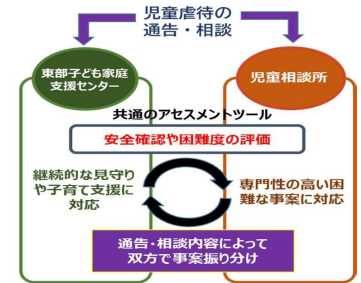 児童虐待の
通告・相談
東部子ども家庭
支援センター
児童相談所
共通のアセスメントツール
安全確認や困難度の評価
継続的な見守り
や子育て支援に
対応
専門性の高い困
難な事案に対応
通告・相談内容によって
双方で事案振り分け